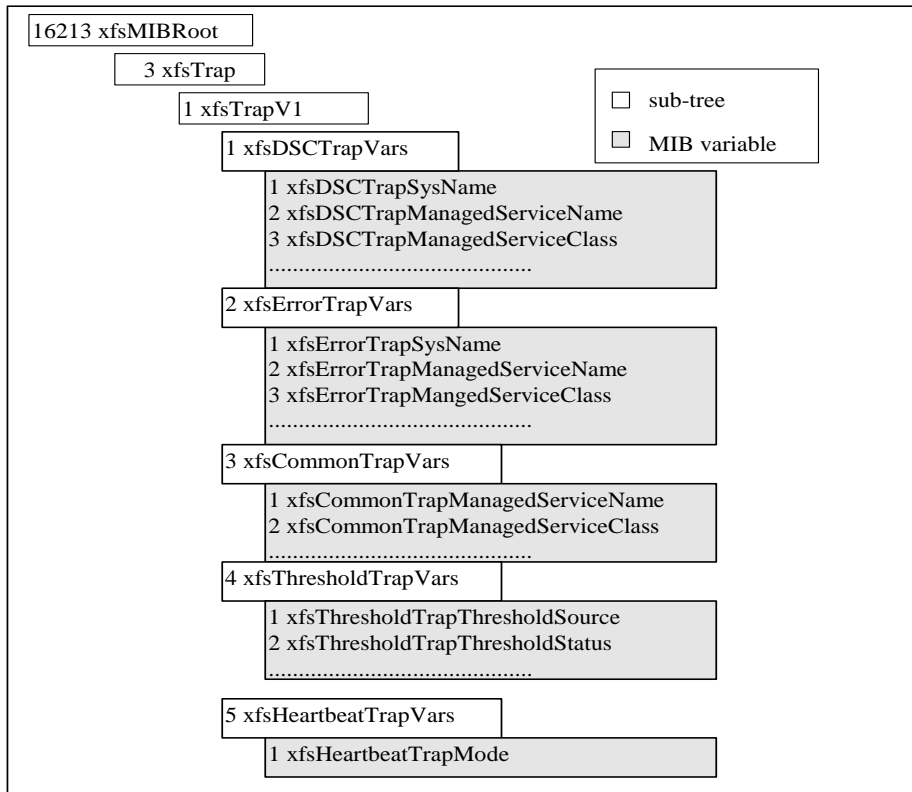 16213 xfsMIBRoot
3 xfsTrap
1 xfsTrapV1
sub-tree
MIB variable
1 xfsDSCTrapVars
1 xfsDSCTrapSysName
2 xfsDSCTrapManagedServiceName
3 xfsDSCTrapManagedServiceClass
............................................
2 xfsErrorTrapVars
1 xfsErrorTrapSysName
2 xfsErrorTrapManagedServiceName
3 xfsErrorTrapMangedServiceClass
............................................
3 xfsCommonTrapVars
1 xfsCommonTrapManagedServiceName
2 xfsCommonTrapManagedServiceClass
............................................
4 xfsThresholdTrapVars
1 xfsThresholdTrapThresholdSource
2 xfsThresholdTrapThresholdStatus
............................................
5 xfsHeartbeatTrapVars
1 xfsHeartbeatTrapMode